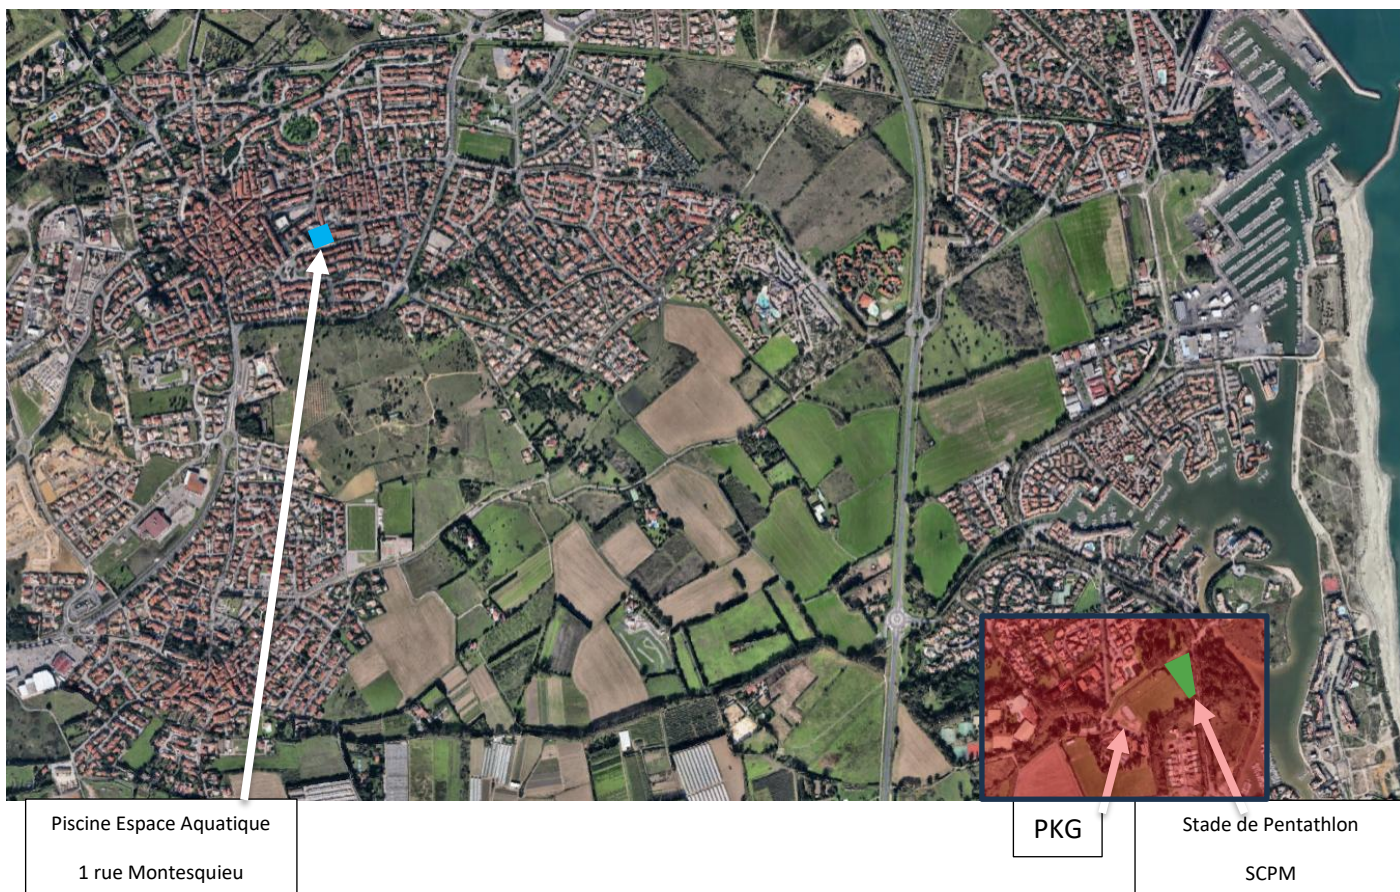 Piscine Espace Aquatique
1 rue Montesquieu
PKG
Stade de Pentathlon
SCPM